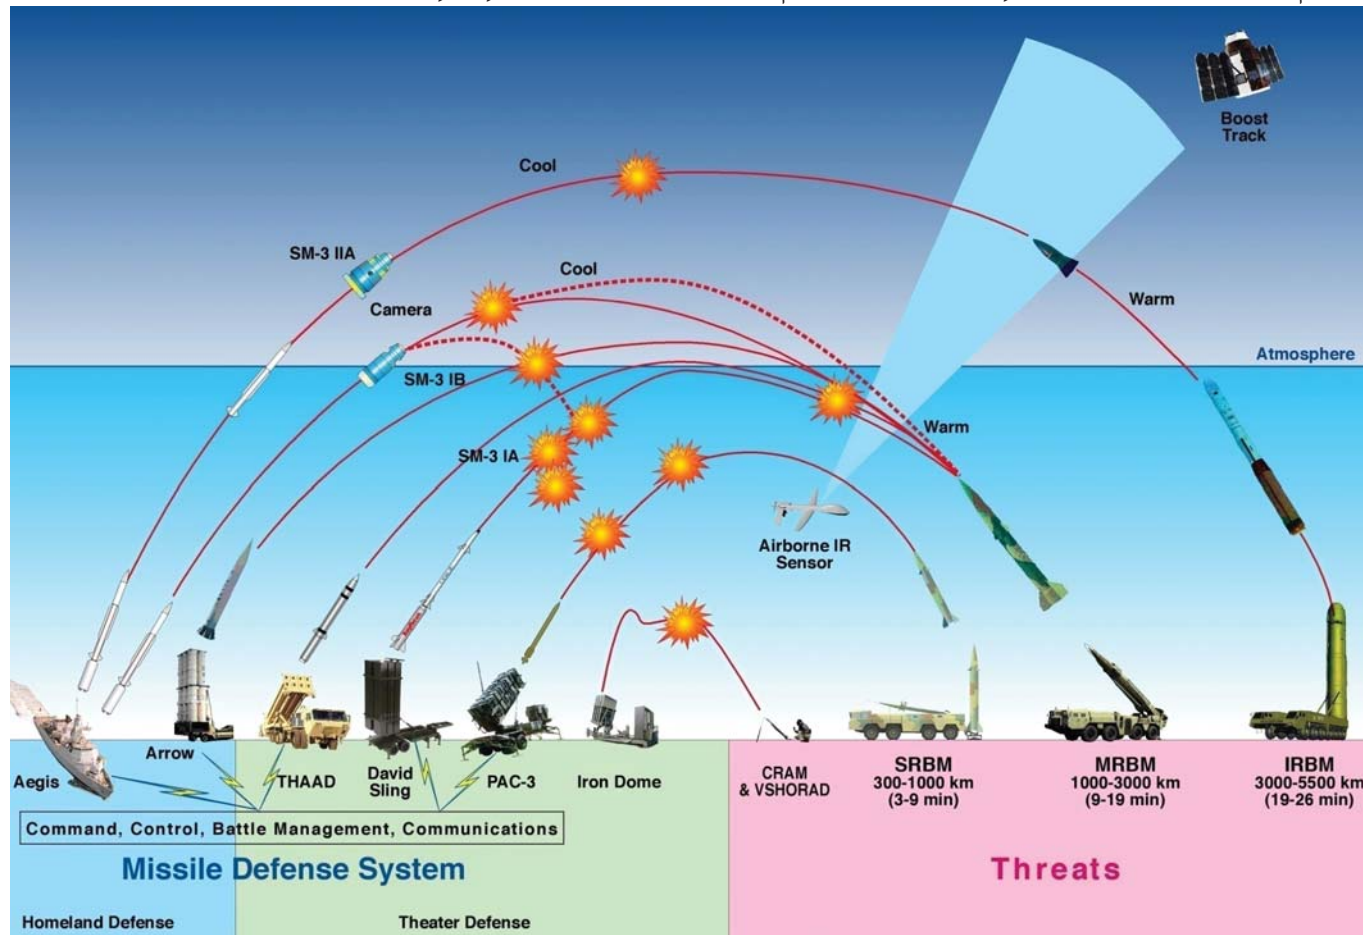 Boost
Track
Cool
SM-3 IIA
Cool
Camera
Warm
Atmosphere
SM-3 IB
Warm
SM-3 IA
Airborne IR
Sensor
Aegis
Arrow
THAAD
David
Sling
PAC-3
Iron Dome
CRAM
& VSHORAD
SRBM
300-1000 km
(3-9 min)
MRBM
1000-3000 km
(9-19 min)
IRBM
3000-5500 km
(19-26 min)
Command, Control, Battle Management, Communications
Missile Defense System
Threats
Homeland Defense
Theater Defense